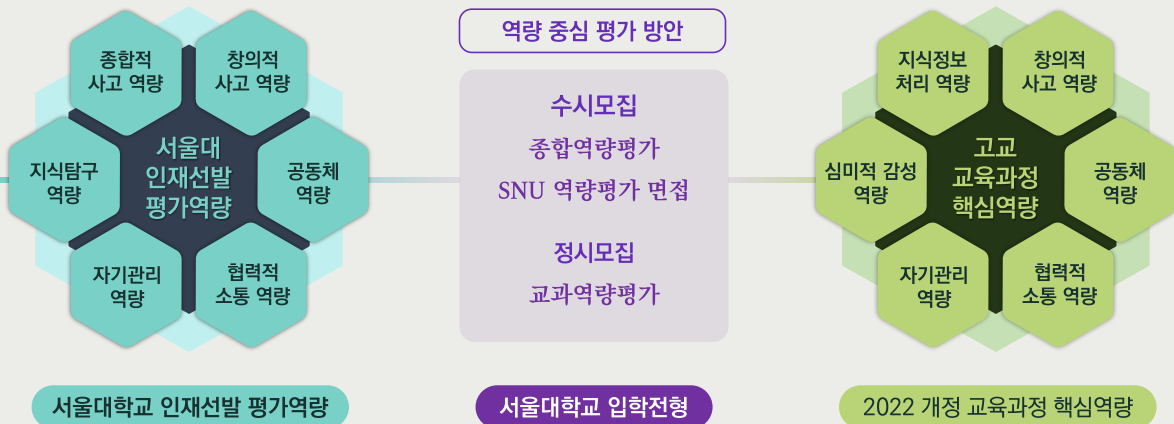 종합적
사고 역량
창의적
사고 역량
지식탐구
역량
서울대
인재선발
평가역량
공동체
역량
자기관리
역량
협력적
소통 역량
서울대학교 인재선발 평가역량
역량 중심 평가 방안
수시모집
종합역량평가
SNU 역량평가 면접
정시모집
교과역량평가
서울대학교 입학전형
지식정보
처리 역량
창의적
사고 역량
심미적 감성
역량
고교
교육과정
핵심역량
공동체
역량
자기관리
역량
협력적
소통 역량
2022 개정 교육과정 핵심역량